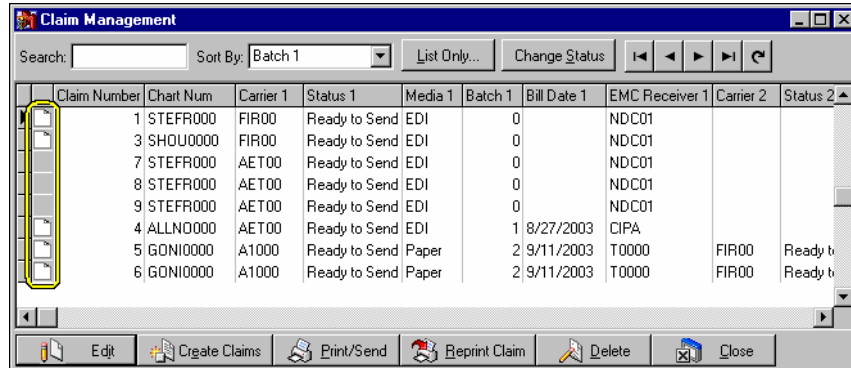 Claim Management
Search: Sort By: Batch 1 List Only... Change Status
Claim Number Chart Num Carrier 1 Status 1 Media 1 Batch 1 Bill Date 1 EMC Receiver 1 Carrier 2 Status 2
1 STEFR000 FIR00 Ready to Send EDI 0 NDC01
3 SHOU0000 FIR00 Ready to Send EDI 0 NDC01
7 STEFR000 AET00 Ready to Send EDI 0 NDC01
8 STEFR000 AET00 Ready to Send EDI 0 NDC01
9 STEFR000 AET00 Ready to Send EDI 0 NDC01
4 ALLNO000 AET00 Ready to Send EDI 1 8/27/2003 CIPA
5 GONI0000 A1000 Ready to Send Paper 2 9/11/2003 T0000 FIR00 Ready t
6 GONI0000 A1000 Ready to Send Paper 2 9/11/2003 T0000 FIR00 Ready t
Edit Create Claims Print/Send Reprint Claim Delete Close